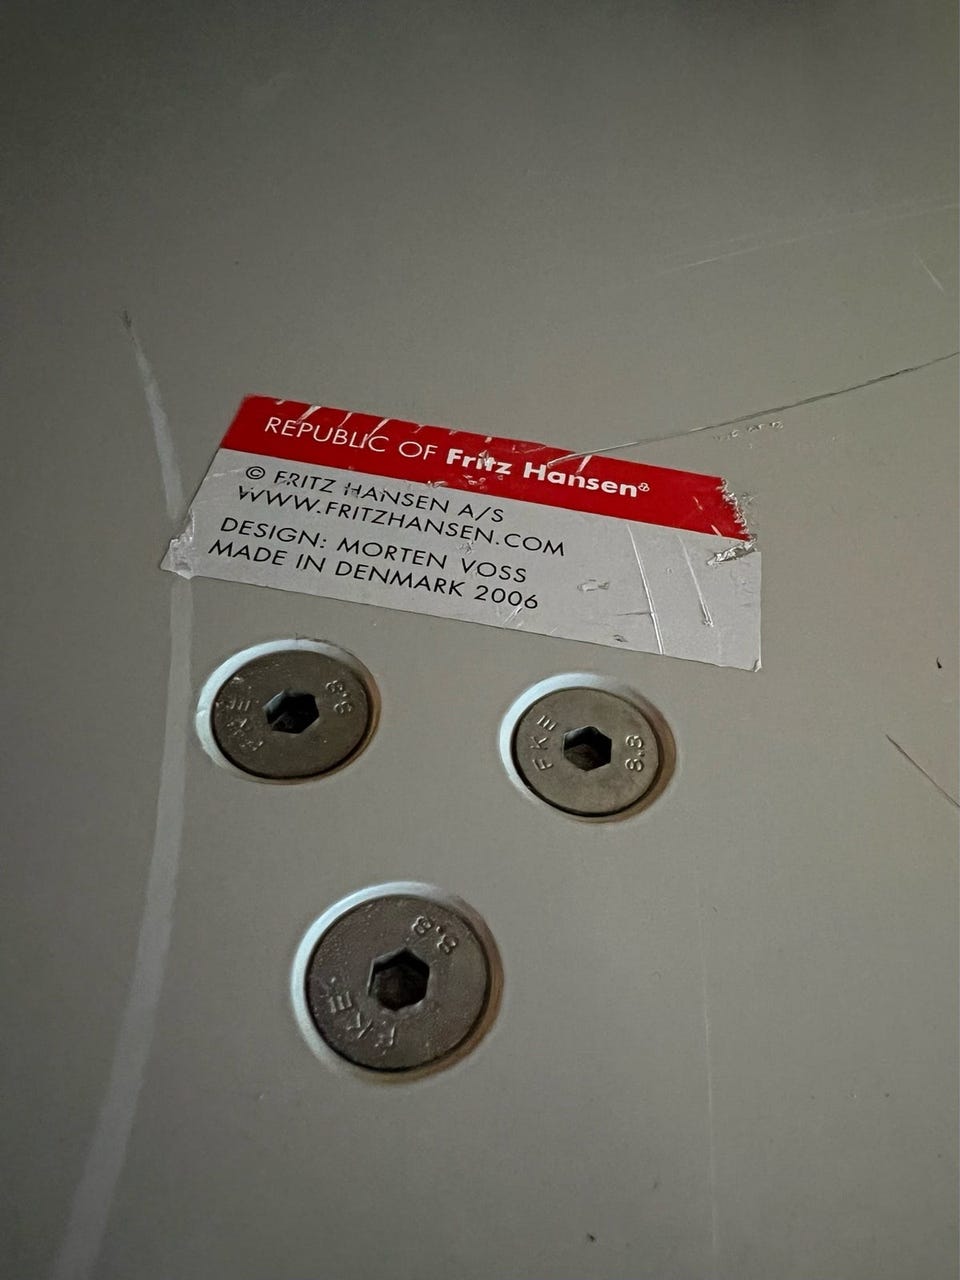 REPUBLIC OF Fritz Hansen®
© FRITZ HANSEN A/S
WWW.FRITZHANSEN.COM
DESIGN: MORTEN VOSS
MADE IN DENMARK 2006
FKE 8.8
FKE 8.8
FKE 8.8